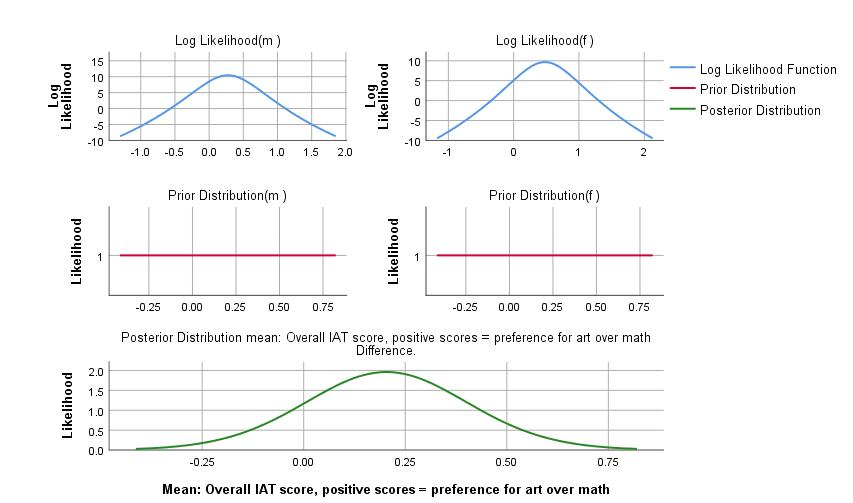 Log Likelihood(m )
Log Likelihood(f )
Log
Likelihood
15
10
5
0
-5
-10
-1.0 -0.5 0.0 0.5 1.0 1.5 2.0
Log
Likelihood
10
5
0
-5
-10
-1 0 1 2
Log Likelihood Function
Prior Distribution
Posterior Distribution
Prior Distribution(m )
Prior Distribution(f )
Likelihood
1
-0.25 0.00 0.25 0.50 0.75
Likelihood
1
-0.25 0.00 0.25 0.50 0.75
Posterior Distribution mean: Overall IAT score, positive scores = preference for art over math
Difference.
Likelihood
2.0
1.5
1.0
0.5
0.0
-0.25 0.00 0.25 0.50 0.75
Mean: Overall IAT score, positive scores = preference for art over math